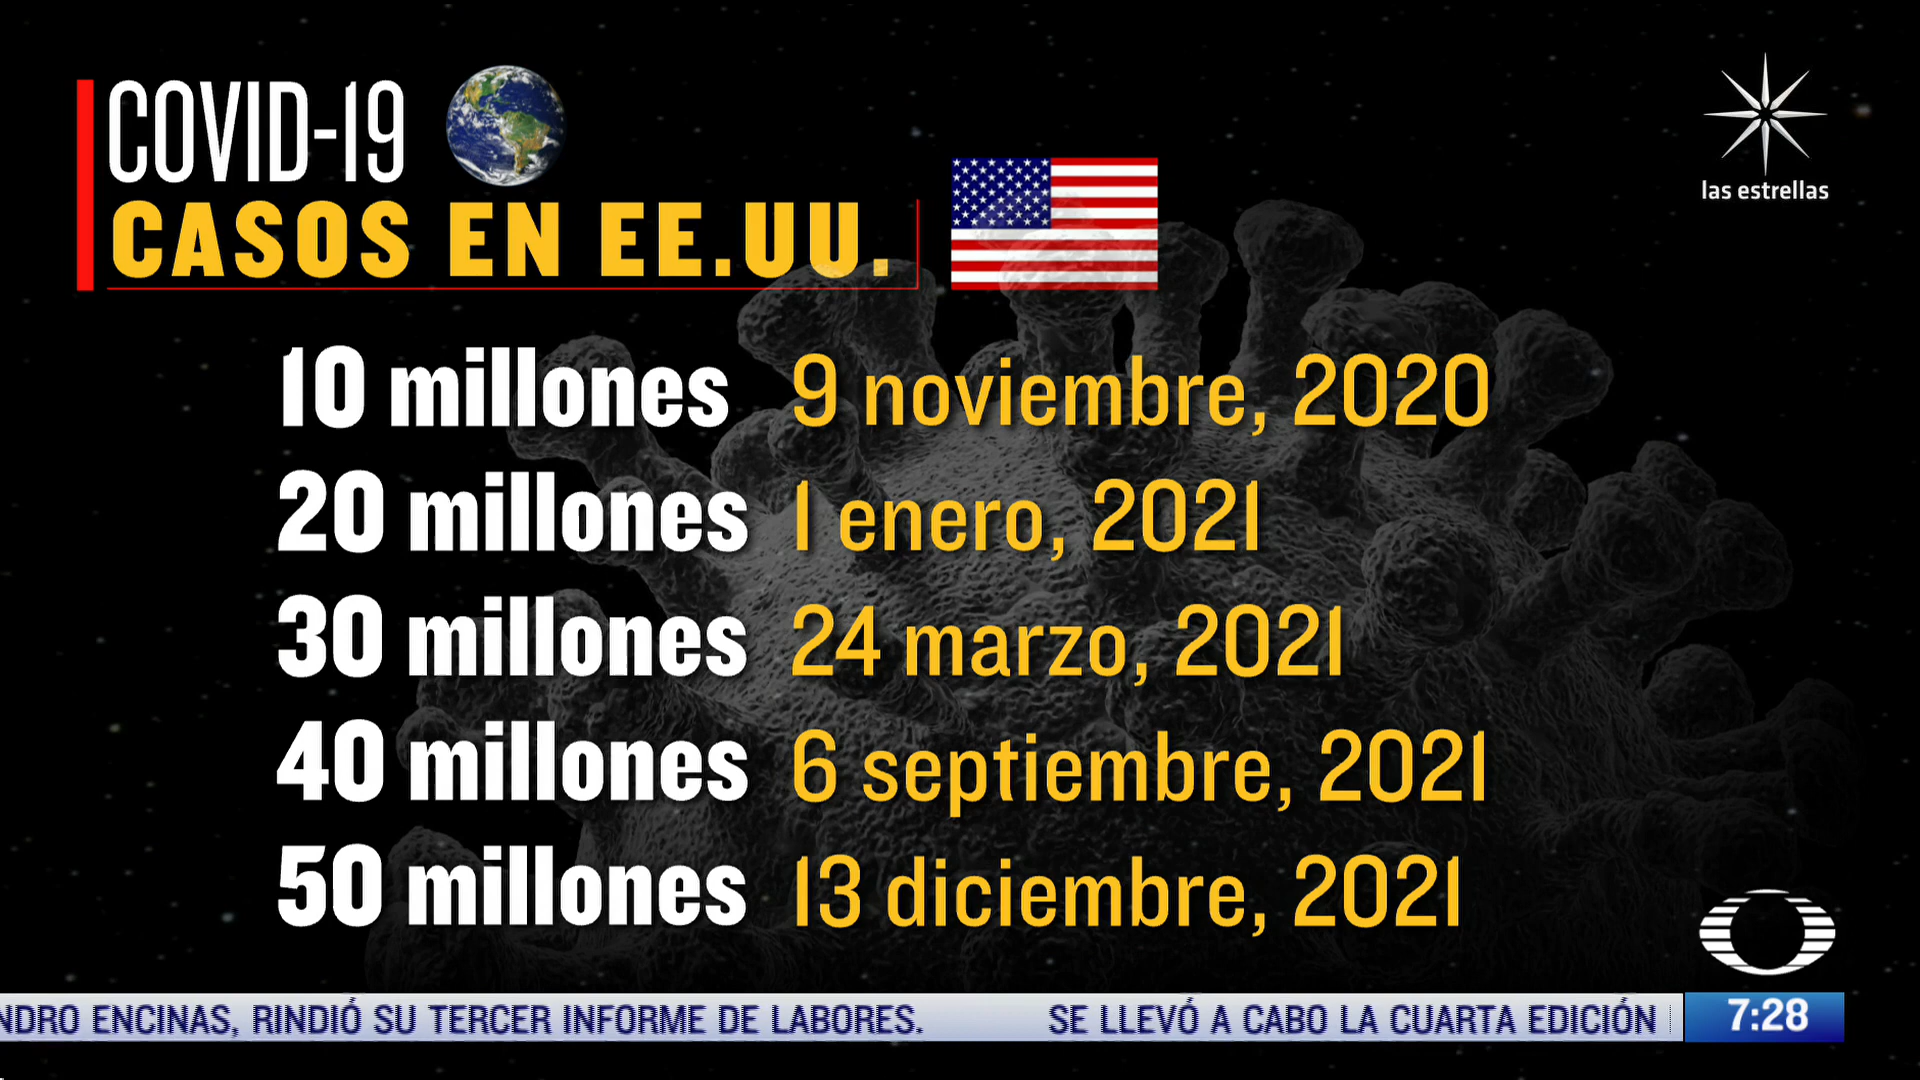 COVID-19
CASOS EN EE.UU.
las estrellas
10 millones 9 noviembre, 2020
20 millones 1 enero, 2021
30 millones 24 marzo, 2021
40 millones 6 septiembre, 2021
50 millones 13 diciembre, 2021
ENCINAS, RINDIÓ SU TERCER INFORME DE LABORES. SE LLEVÓ A CABO LA CUARTA EDICIÓN
7:28